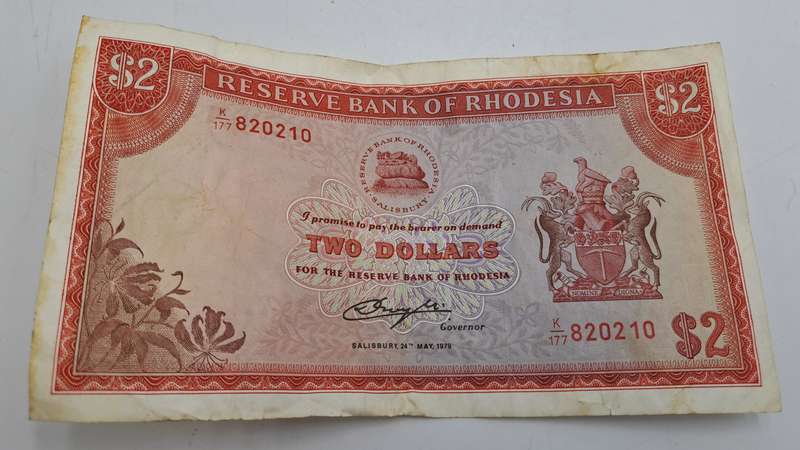 $2
RESERVE BANK OF RHODESIA
$2
K/177 820210
RESERVE BANK OF RHODESIA
SALISBURY
I promise to pay the bearer on demand
TWO DOLLARS
FOR THE RESERVE BANK OF RHODESIA
Governor
SALISBURY, 24TH MAY, 1979
K/177 820210
$2